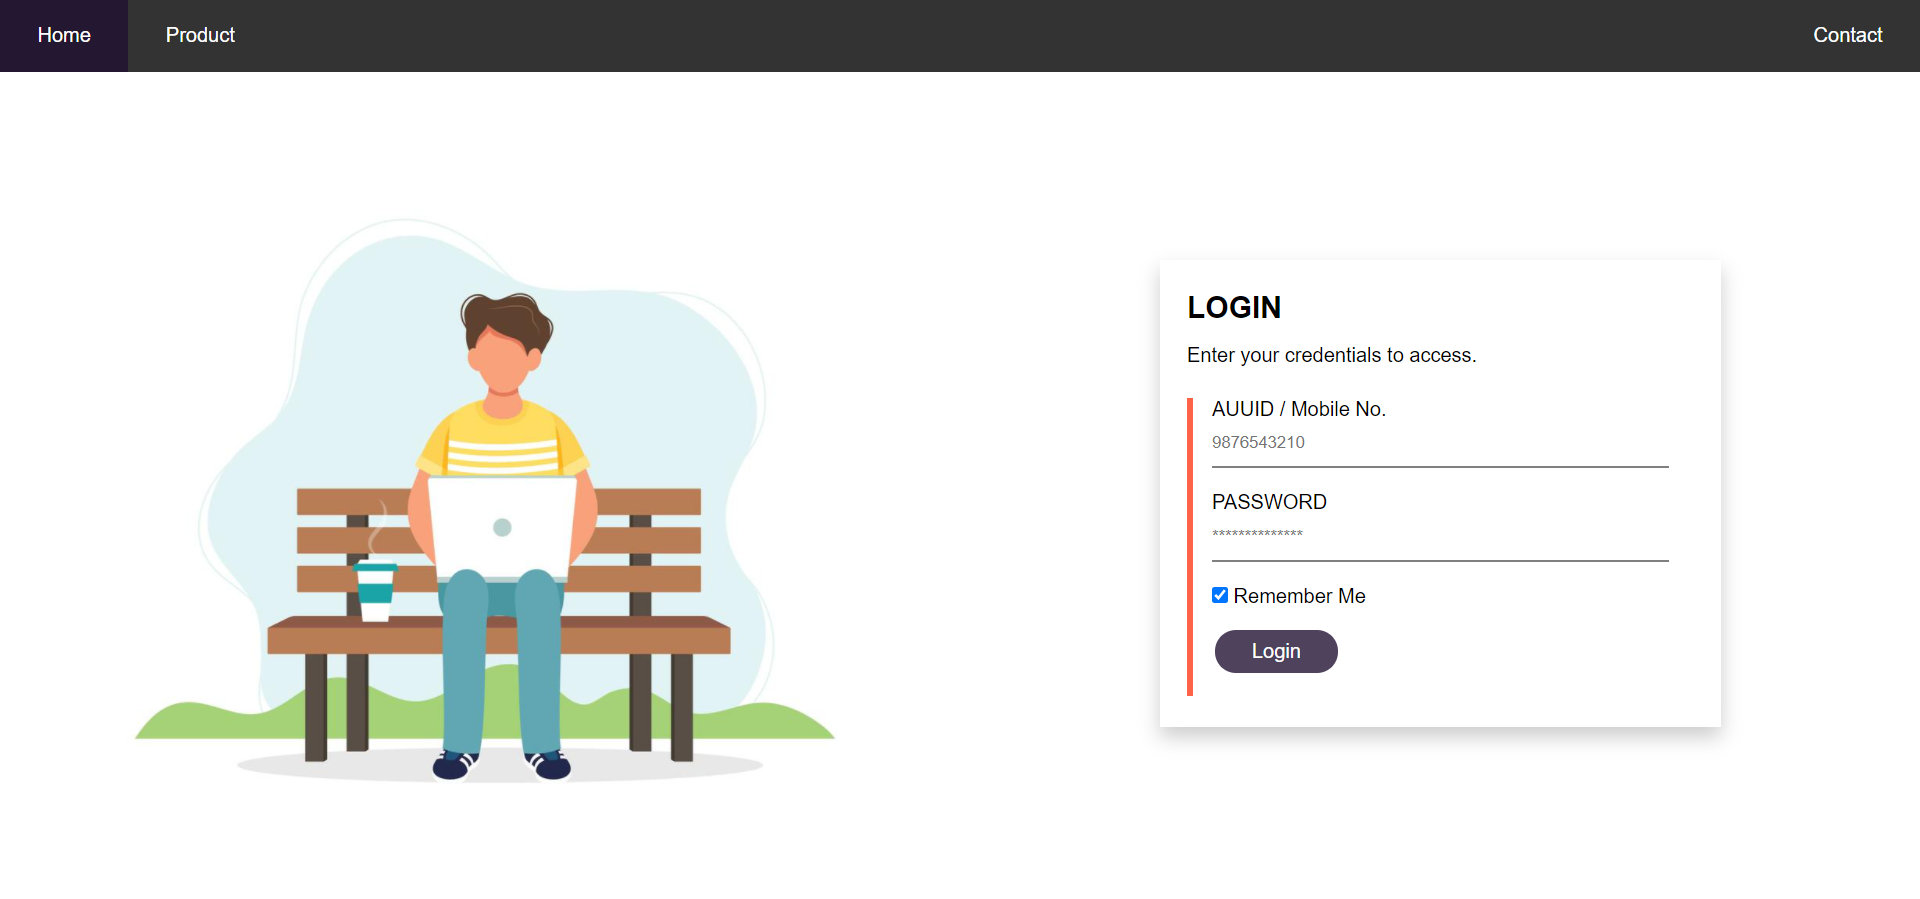 Home Product Contact
LOGIN
Enter your credentials to access.
AUUID / Mobile No.
9876543210
PASSWORD
**************
Remember Me
Login